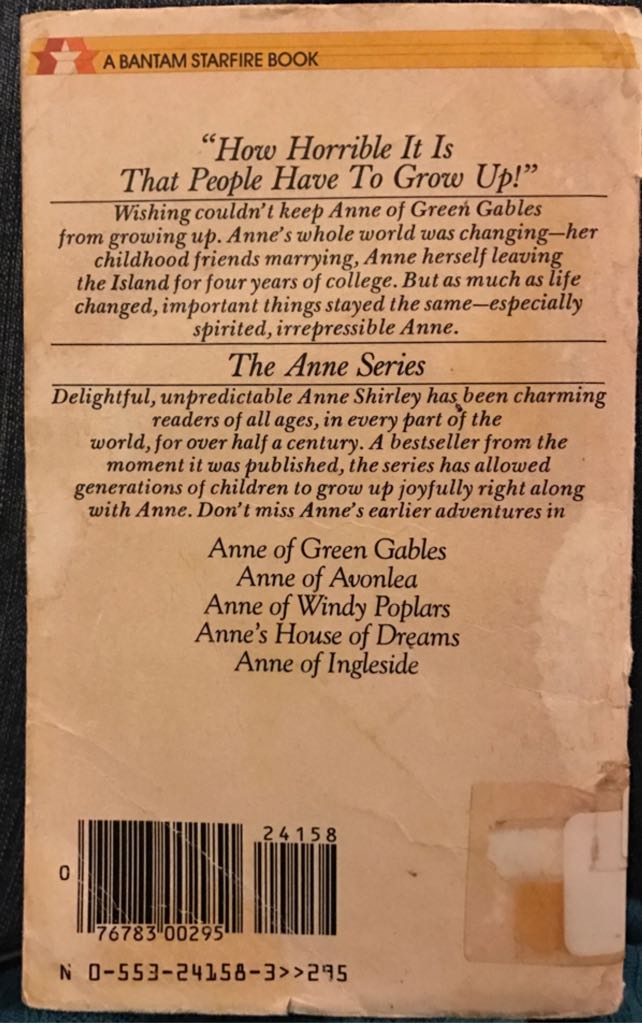 A BANTAM STARFIRE BOOK
“How Horrible It Is
That People Have To Grow Up!”
Wishing couldn't keep Anne of Green Gables
from growing up. Anne's whole world was changing—her
childhood friends marrying, Anne herself leaving
the Island for four years of college. But as much as life
changed, important things stayed the same—especially
spirited, irrepressible Anne.
The Anne Series
Delightful, unpredictable Anne Shirley has been charming
readers of all ages, in every part of the
world, for over half a century. A bestseller from the
moment it was published, the series has allowed
generations of children to grow up joyfully right along
with Anne. Don't miss Anne's earlier adventures in
Anne of Green Gables
Anne of Avonlea
Anne of Windy Poplars
Anne's House of Dreams
Anne of Ingleside
24158
0
76783 00295
N 0-553-24158-3>>295